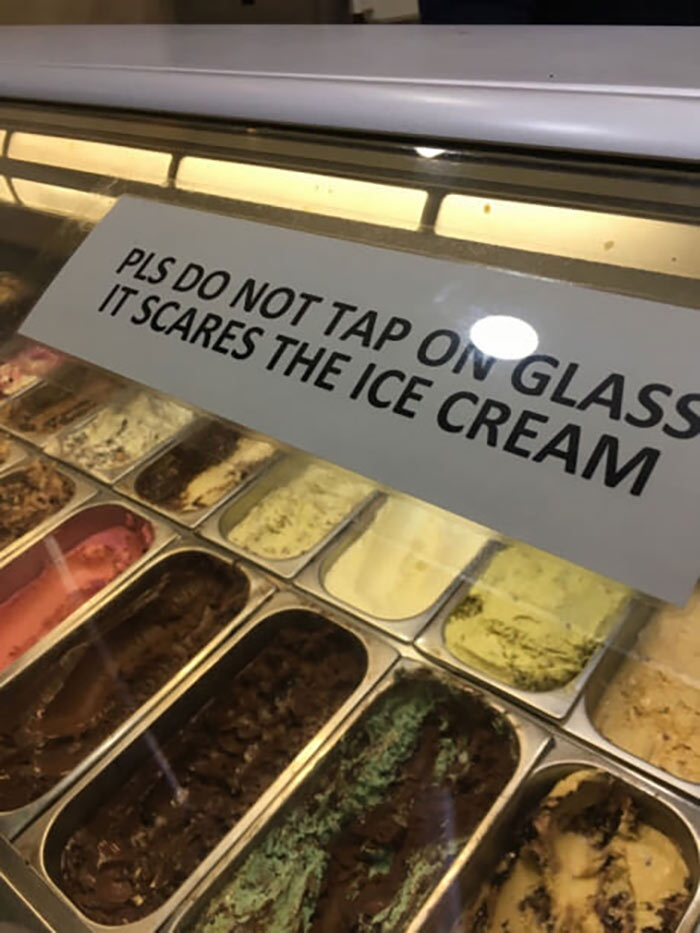 PLS DO NOT TAP ON GLASS
IT SCARES THE ICE CREAM